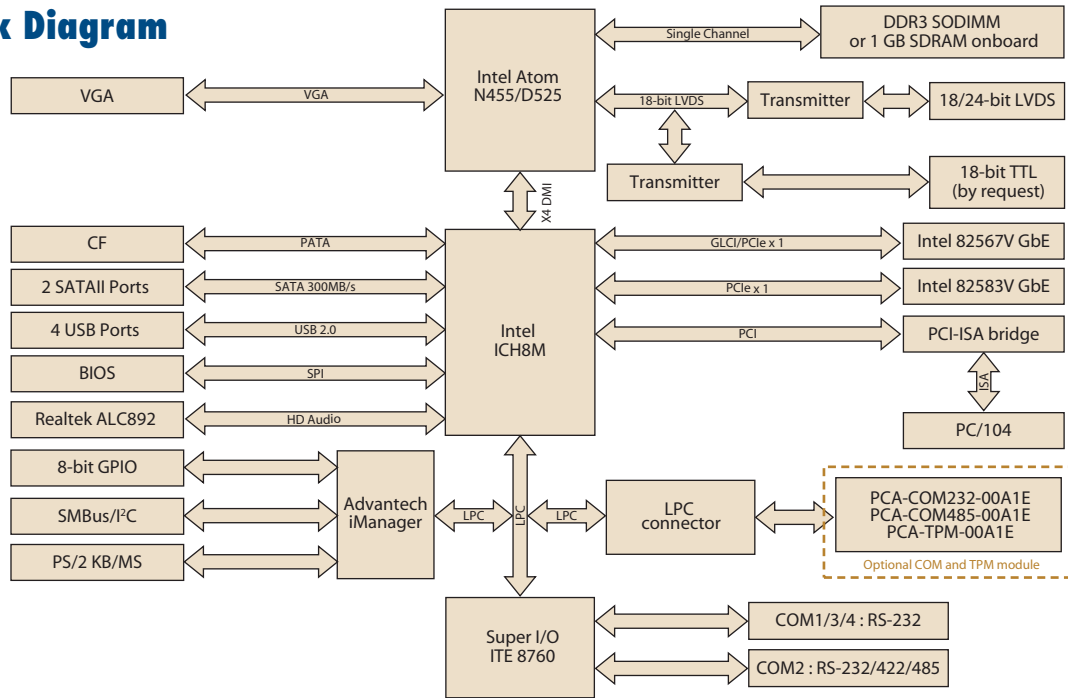 k Diagram
DDR3 SODIMM
or 1 GB SDRAM onboard
Single Channel
Intel Atom
N455/D525
VGA
VGA
18-bit LVDS
Transmitter
18/24-bit LVDS
Transmitter
18-bit TTL
(by request)
X4 DMI
CF
PATA
GLCI/PCIe x 1
Intel 82567V GbE
2 SATAII Ports
SATA 300MB/s
PCIe x 1
Intel 82583V GbE
4 USB Ports
USB 2.0
Intel
ICH8M
PCI
PCI-ISA bridge
BIOS
SPI
ISA
Realtek ALC892
HD Audio
PC/104
8-bit GPIO
Advantech
iManager
SMBus/I²C
LPC
LPC
LPC
LPC
connector
PCA-COM232-00A1E
PCA-COM485-00A1E
PCA-TPM-00A1E
PS/2 KB/MS
Optional COM and TPM module
Super I/O
ITE 8760
COM1/3/4 : RS-232
COM2 : RS-232/422/485